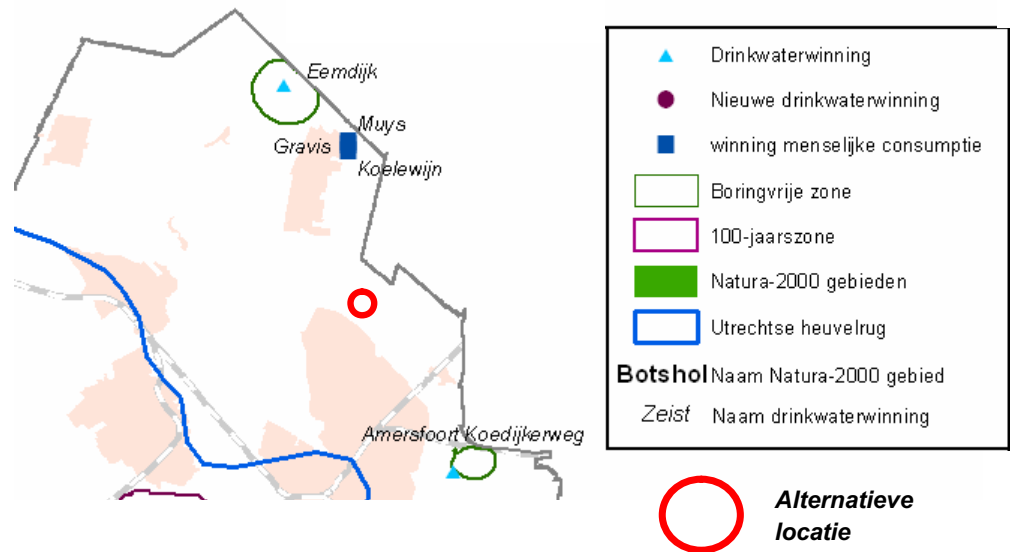 Eemdijk
Muys
Gravis
Koelewijn
Amersfoort Koedijkerweg
Drinkwaterwinning
Nieuwe drinkwaterwinning
winning menselijke consumptie
Boringvrije zone
100-jaarszone
Natura-2000 gebieden
Utrechtse heuvelrug
Botshol Naam Natura-2000 gebied
Zeist Naam drinkwaterwinning
Alternatieve
locatie